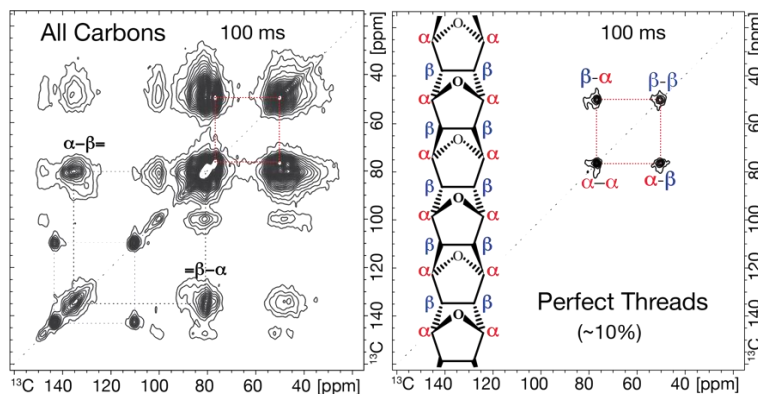 All Carbons
100 ms
[ppm]
40
60
80
100
120
140
13C
α–β=
=β–α
13C 140 120 100 80 60 40 [ppm]
100 ms
[ppm]
40
60
80
100
120
140
13C
O
α α
β β
O
α α
β β
O
α α
β β
O
α α
β β
O
α α
β β
O
α α
β-α β-β
α–α α-β
Perfect Threads
(~10%)
13C 140 120 100 80 60 40 [ppm]